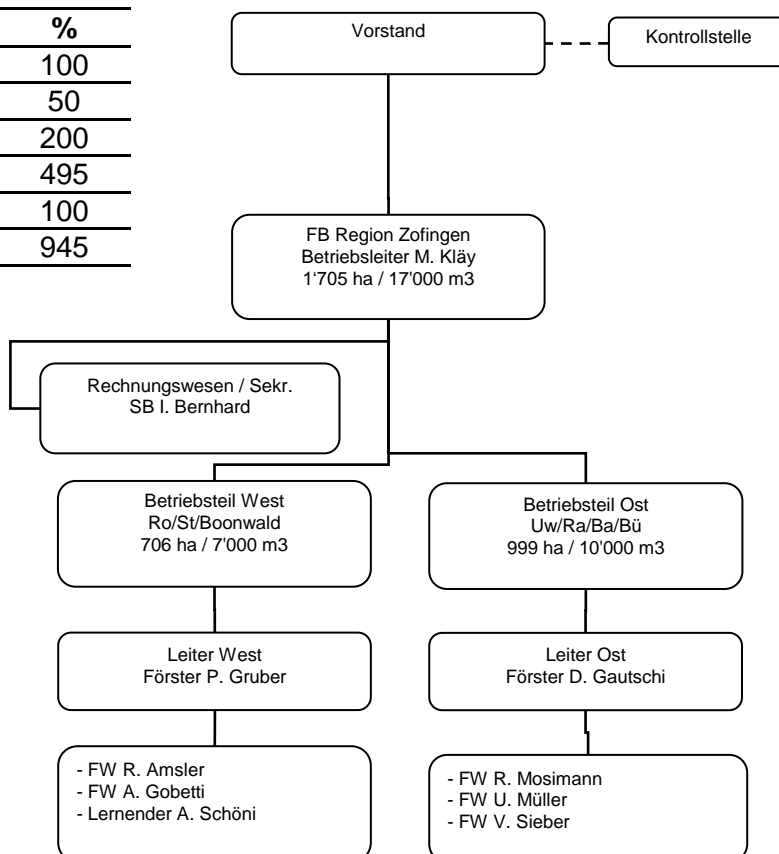 %
100
50
200
495
100
945
Vorstand
Kontrollstelle
FB Region Zofingen
Betriebsleiter M. Kläy
1‘705 ha / 17'000 m3
Rechnungswesen / Sekr.
SB I. Bernhard
Betriebsteil West
Ro/St/Boonwald
706 ha / 7'000 m3
Betriebsteil Ost
Uw/Ra/Ba/Bü
999 ha / 10'000 m3
Leiter West
Förster P. Gruber
Leiter Ost
Förster D. Gautschi
- FW R. Amsler
- FW A. Gobetti
- Lernender A. Schöni
- FW R. Mosimann
- FW U. Müller
- FW V. Sieber